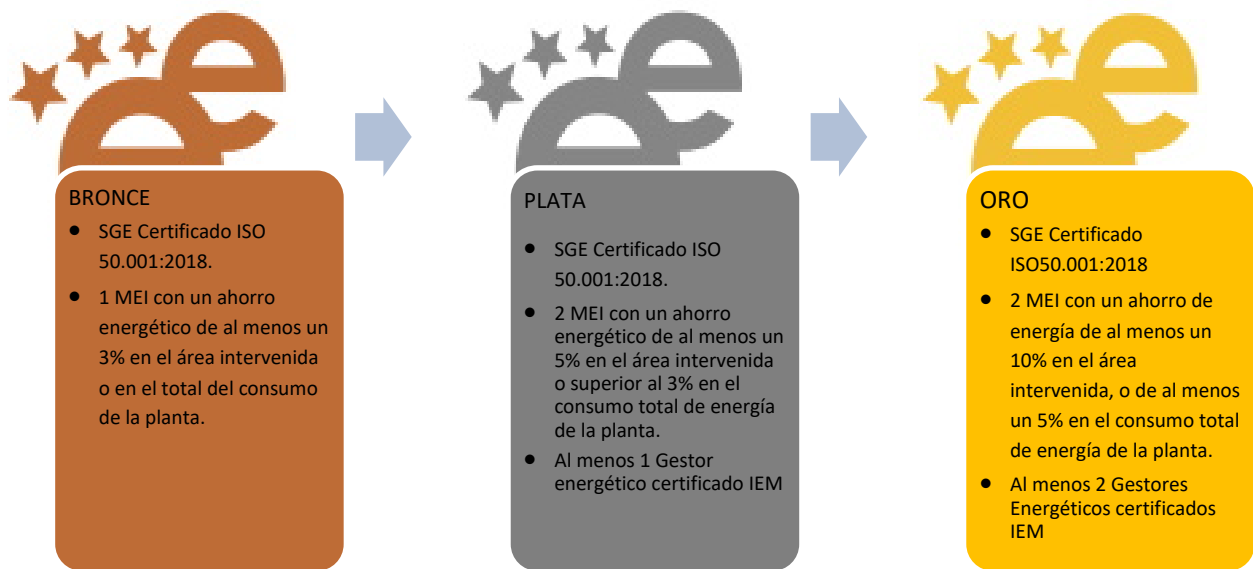 BRONCE
• SGE Certificado ISO
50.001:2018.
• 1 MEI con un ahorro
energético de al menos un
3% en el área intervenida
o en el total del consumo
de la planta.
PLATA
• SGE Certificado ISO
50.001:2018.
• 2 MEI con un ahorro
energético de al menos un
5% en el área intervenida
o superior al 3% en el
consumo total de energía
de la planta.
• Al menos 1 Gestor
energético certificado IEM
ORO
• SGE Certificado
ISO50.001:2018
• 2 MEI con un ahorro de
energía de al menos un
10% en el área
intervenida, o de al menos
un 5% en el consumo total
de energía de la planta.
• Al menos 2 Gestores
Energéticos certificados
IEM